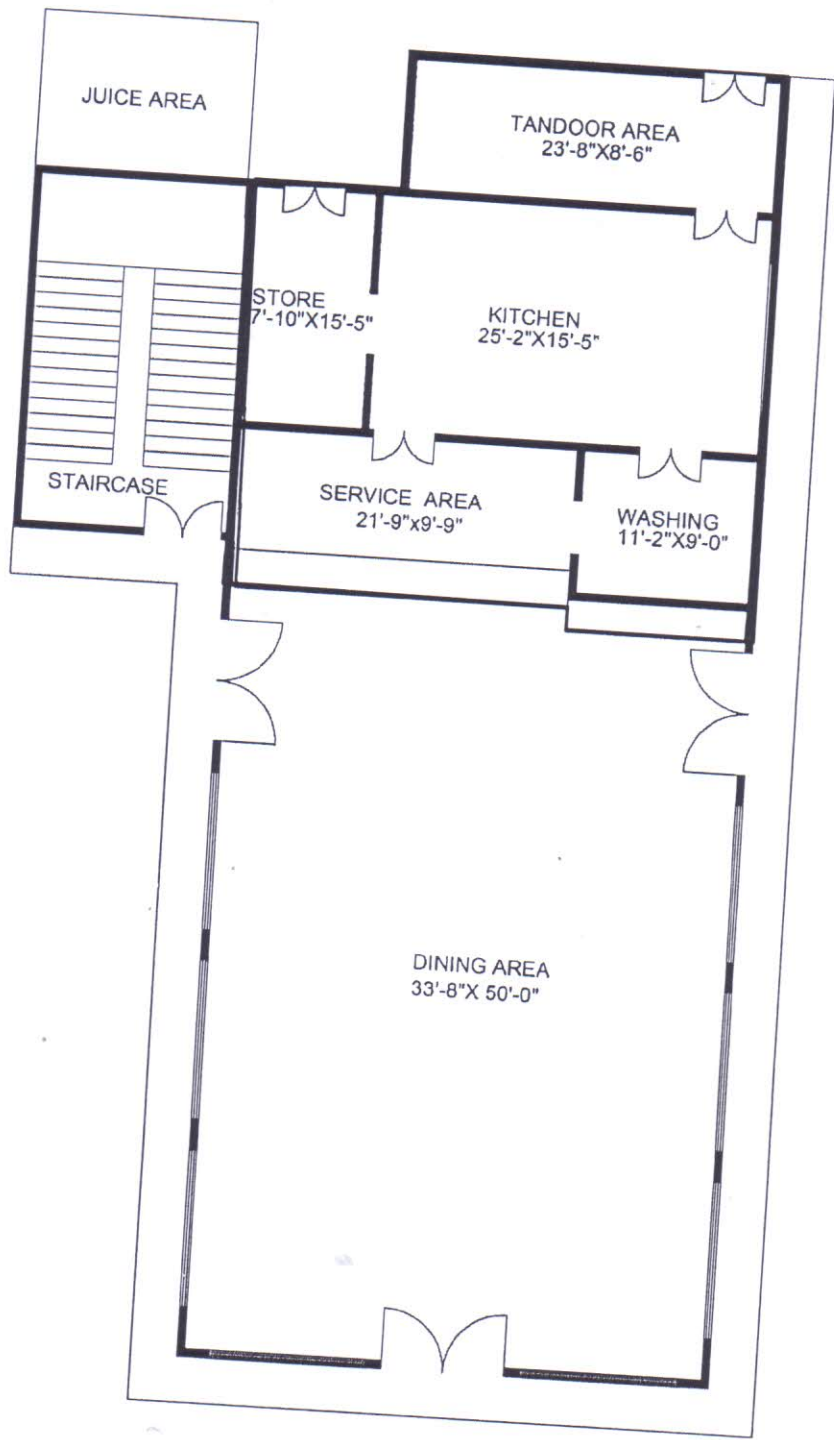 JUICE AREA
TANDOOR AREA
23'-8"X8'-6"
STORE
7'-10"X15'-5"
KITCHEN
25'-2"X15'-5"
STAIRCASE
SERVICE AREA
21'-9"x9'-9"
WASHING
11'-2"X9'-0"
DINING AREA
33'-8"X 50'-0"